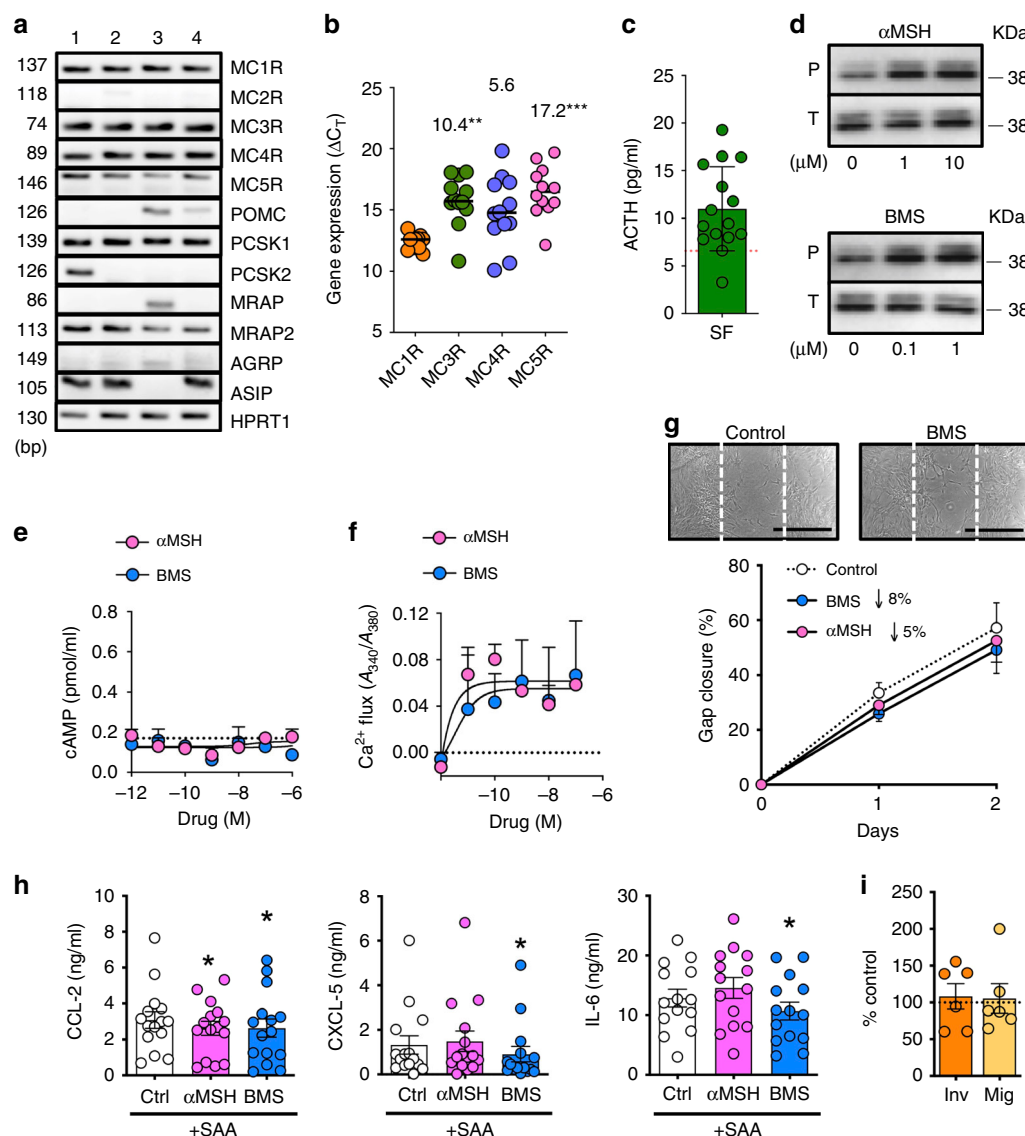 a
1 2 3 4
137 MC1R
118 MC2R
74 MC3R
89 MC4R
146 MC5R
126 POMC
139 PCSK1
126 PCSK2
86 MRAP
113 MRAP2
149 AGRP
105 ASIP
130 HPRT1
(bp)
b
Gene expression (ΔCT)
25
20
15
10
5
10.4**
5.6
17.2***
MC1R MC3R MC4R MC5R
c
ACTH (pg/ml)
25
20
15
10
5
0
SF
d
αMSH KDa
P 38
T 38
(μM) 0 1 10
BMS KDa
P 38
T 38
(μM) 0 0.1 1
e
αMSH
BMS
cAMP (pmol/ml)
0.8
0.6
0.4
0.2
0.0
−12 −10 −8 −6
Drug (M)
f
αMSH
BMS
Ca2+ flux (A340/A380)
0.12
0.08
0.04
0.00
−10 −8 −6
Drug (M)
g
Control BMS
Gap closure (%)
80
60
40
20
0
Control
BMS ↓ 8%
αMSH ↓ 5%
0 1 2
Days
h
CCL-2 (ng/ml)
10
8
6
4
2
0
* *
Ctrl αMSH BMS
+SAA
CXCL-5 (ng/ml)
8
6
4
2
0
*
Ctrl αMSH BMS
+SAA
IL-6 (ng/ml)
30
20
10
0
*
Ctrl αMSH BMS
+SAA
i
% control
250
200
150
100
50
0
Inv Mig